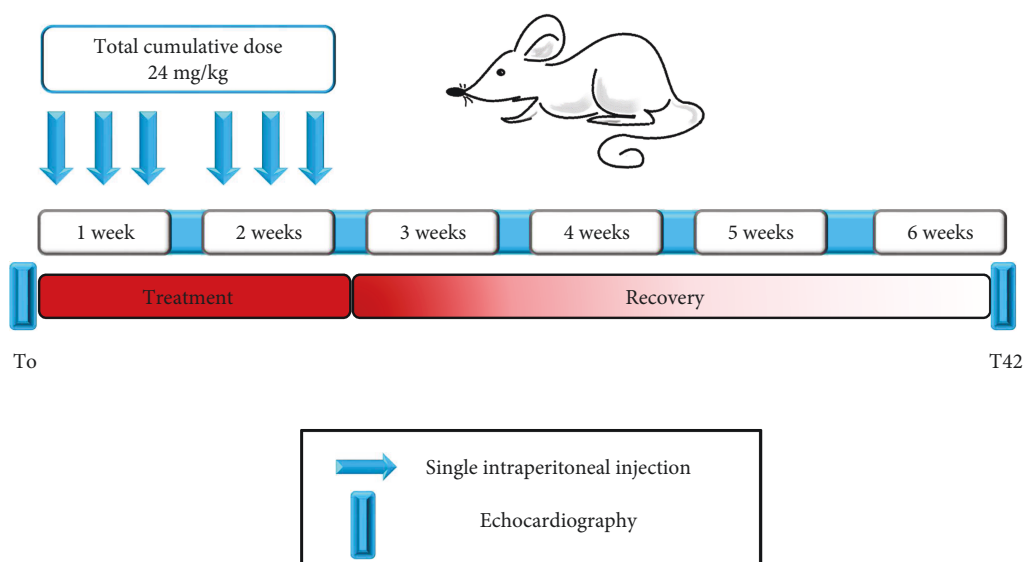 Total cumulative dose
24 mg/kg
1 week
2 weeks
3 weeks
4 weeks
5 weeks
6 weeks
Treatment
Recovery
To
T42
Single intraperitoneal injection
Echocardiography